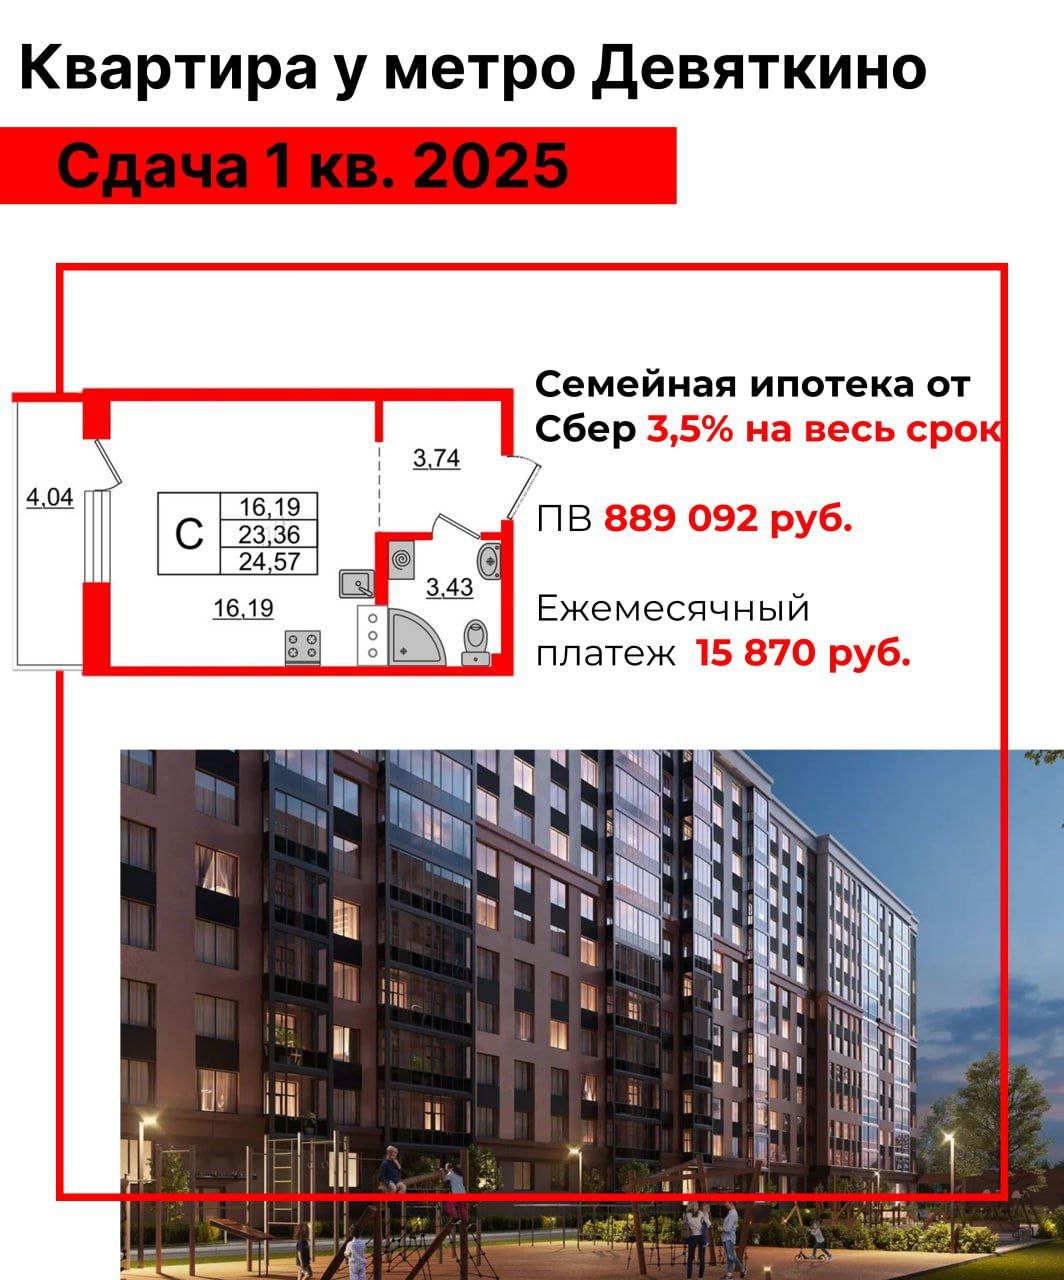 Квартира у метро Девяткино
Сдача 1 кв. 2025
Семейная ипотека от
Сбер 3,5% на весь срок
ПВ 889 092 руб.
Ежемесячный
платеж 15 870 руб.
4,04
3,74
С
16,19
23,36
24,57
16,19
3,43